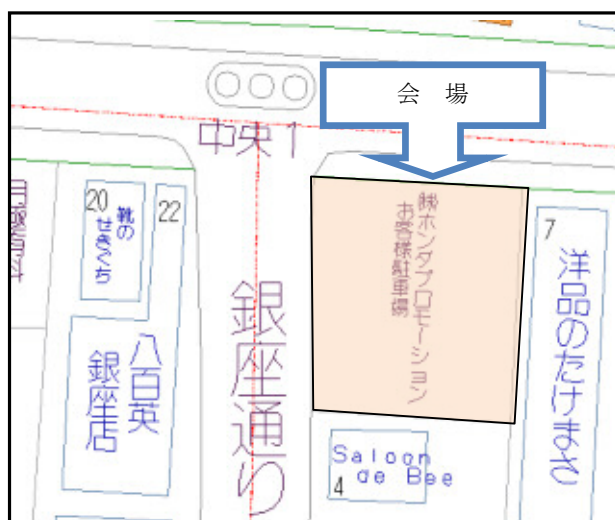 会 場
中央1
20
靴の
せきぐち
22
㈱ホンダプロモーション
お客様駐車場
7
洋品のたけまさ
銀座通り
八百英
銀座店
Saloon
de Bee
4